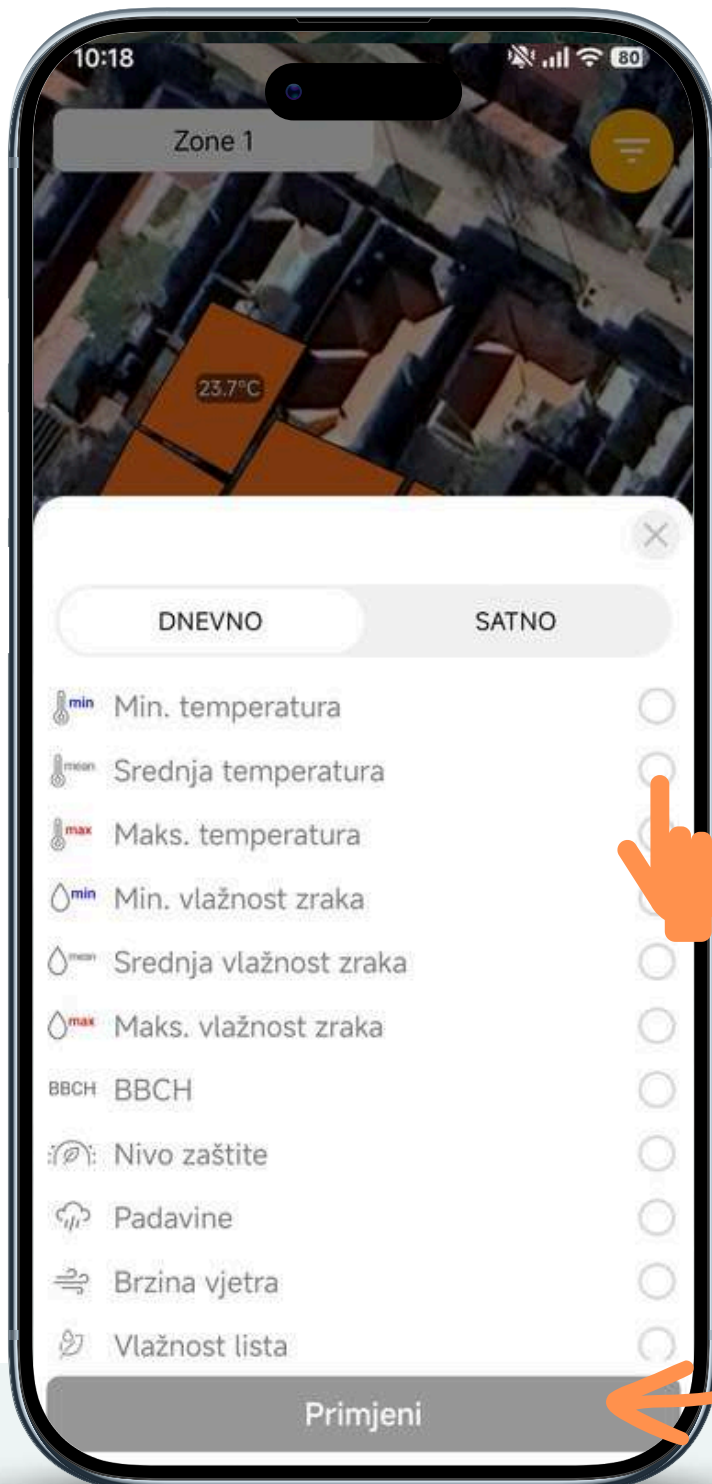 10:18
80
Zone 1
23.7°C
DNEVNO
SATNO
min Min. temperatura
mean Srednja temperatura
max Maks. temperatura
min Min. vlažnost zraka
mean Srednja vlažnost zraka
max Maks. vlažnost zraka
BBCH BBCH
Nivo zaštite
Padavine
Brzina vjetra
Vlažnost lista
Primjeni